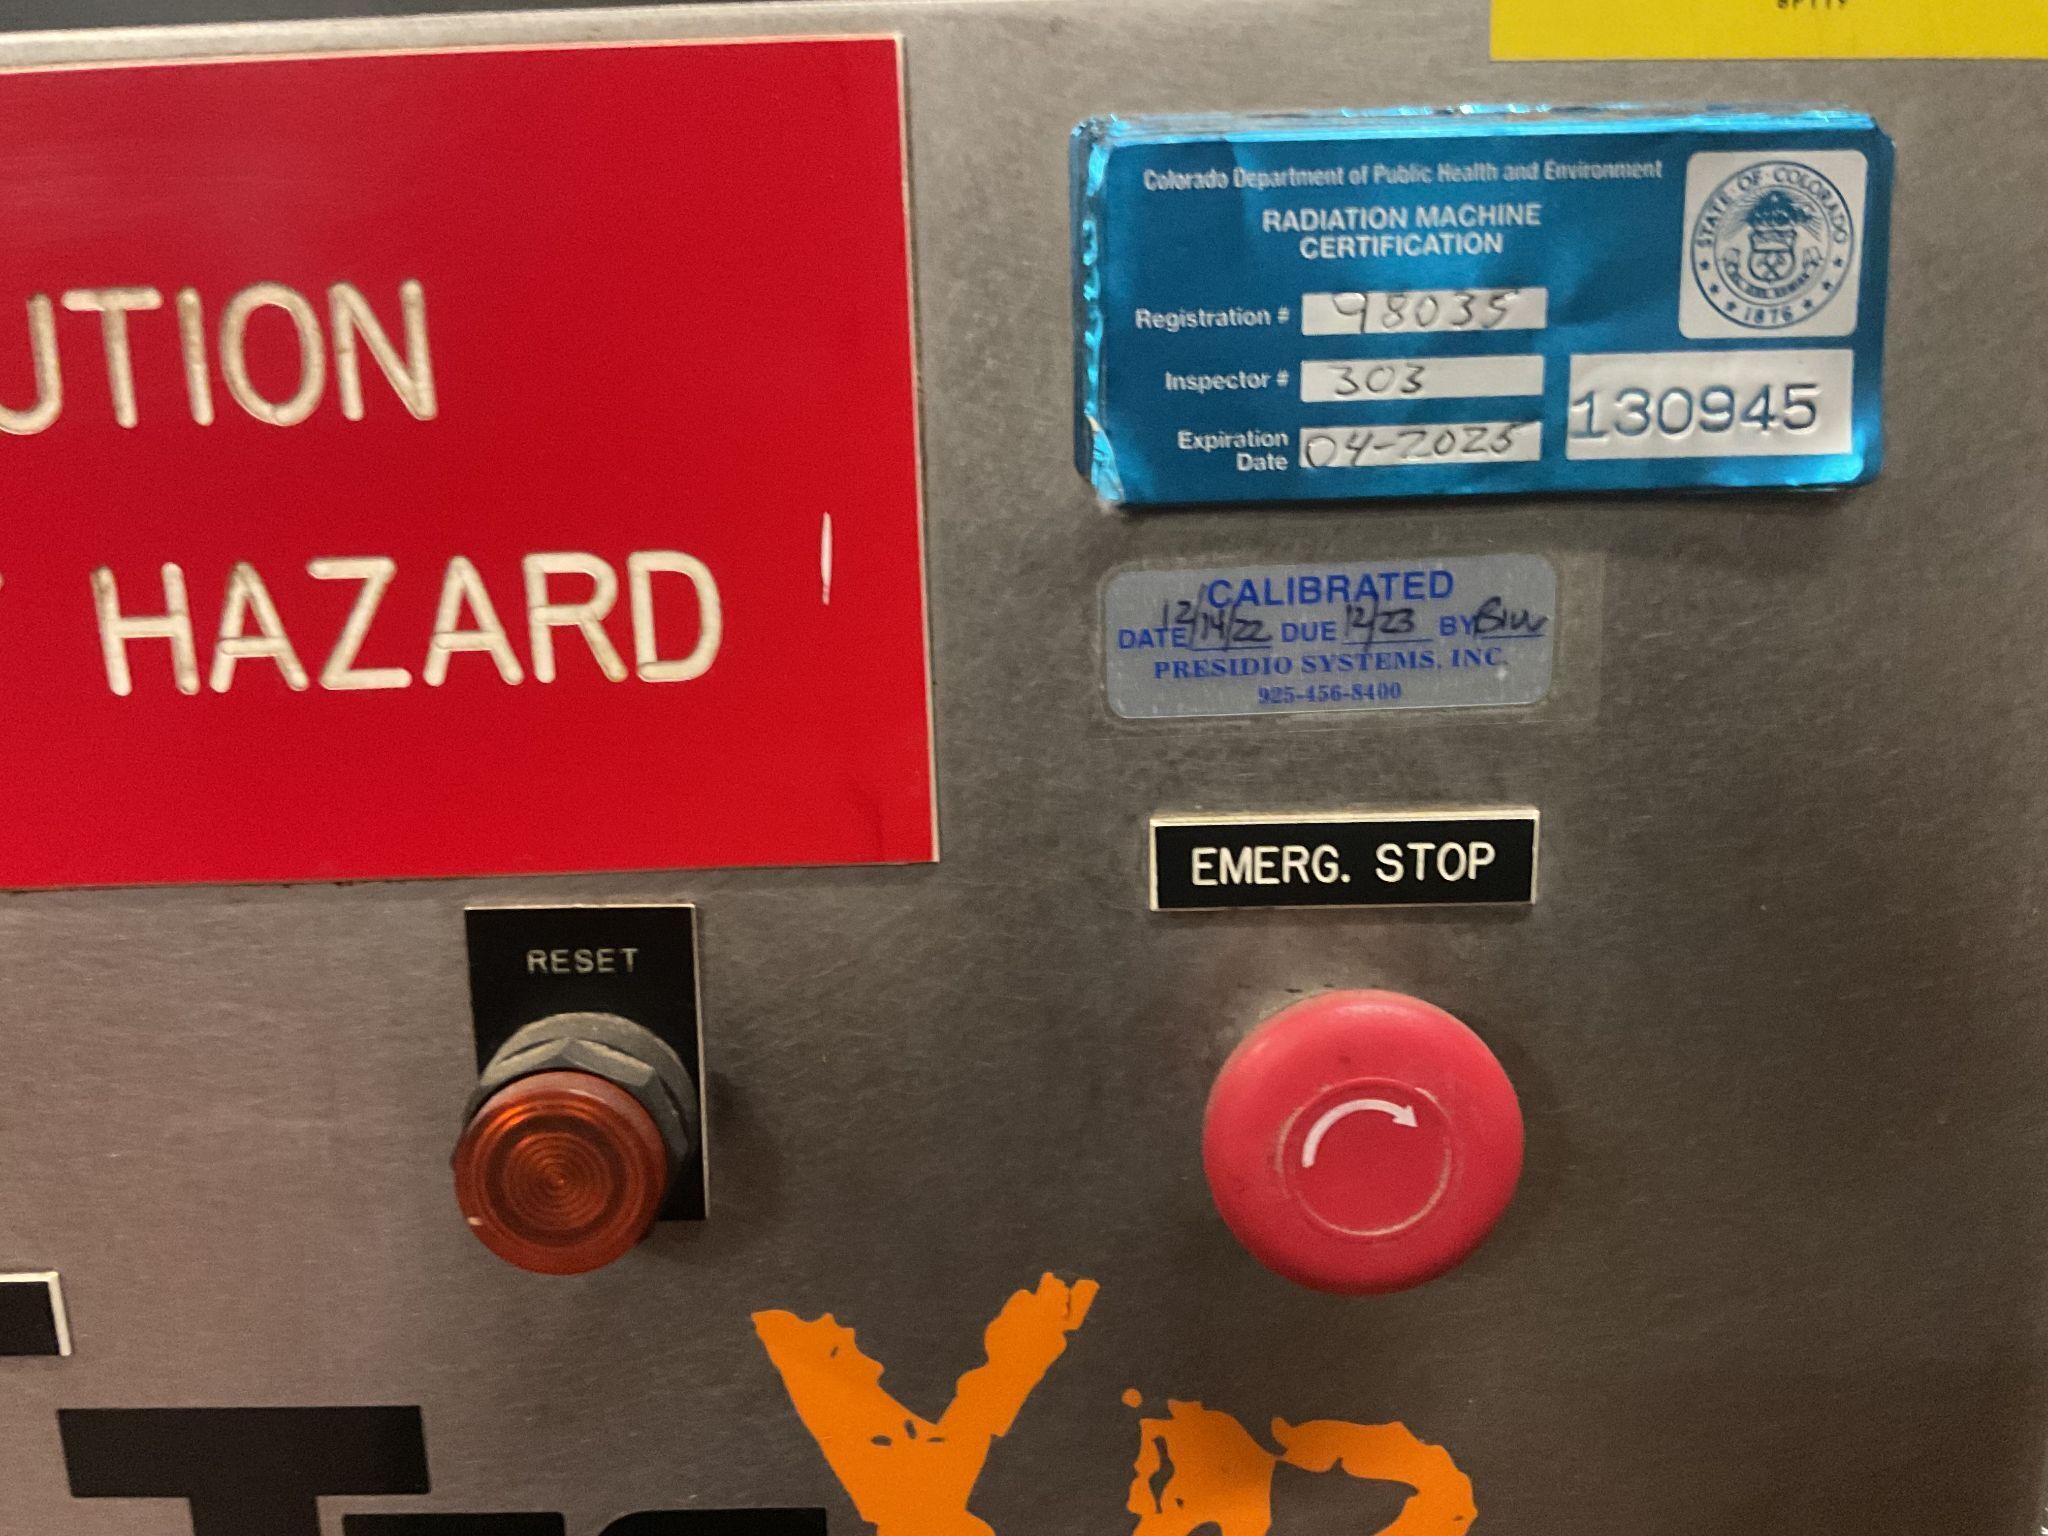 UTION
HAZARD
Colorado Department of Public Health and Environment
RADIATION MACHINE
CERTIFICATION
Registration # 98035
Inspector # 303
Expiration
Date 04-2025
130945
STATE OF COLORADO
1876
CALIBRATED
DATE 12/14/22 DUE 12/23 BY
PRESIDIO SYSTEMS, INC.
925-456-8400
EMERG. STOP
RESET